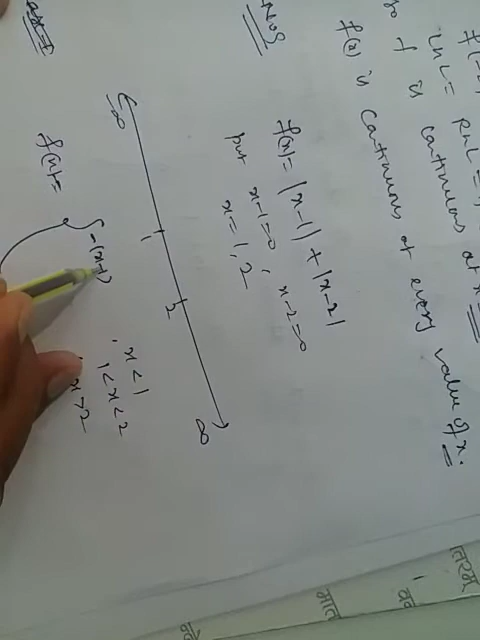 LHL = RHL =
so f is continuous at x =
f(x) is continuous at every value of x.
f(x) = |x-1| + |x-2|
put x-1=0, x-2=0
x = 1, 2
-∞ 1 2 ∞
f(x) = { -(x-1) , x < 1
1 < x < 2
x > 2